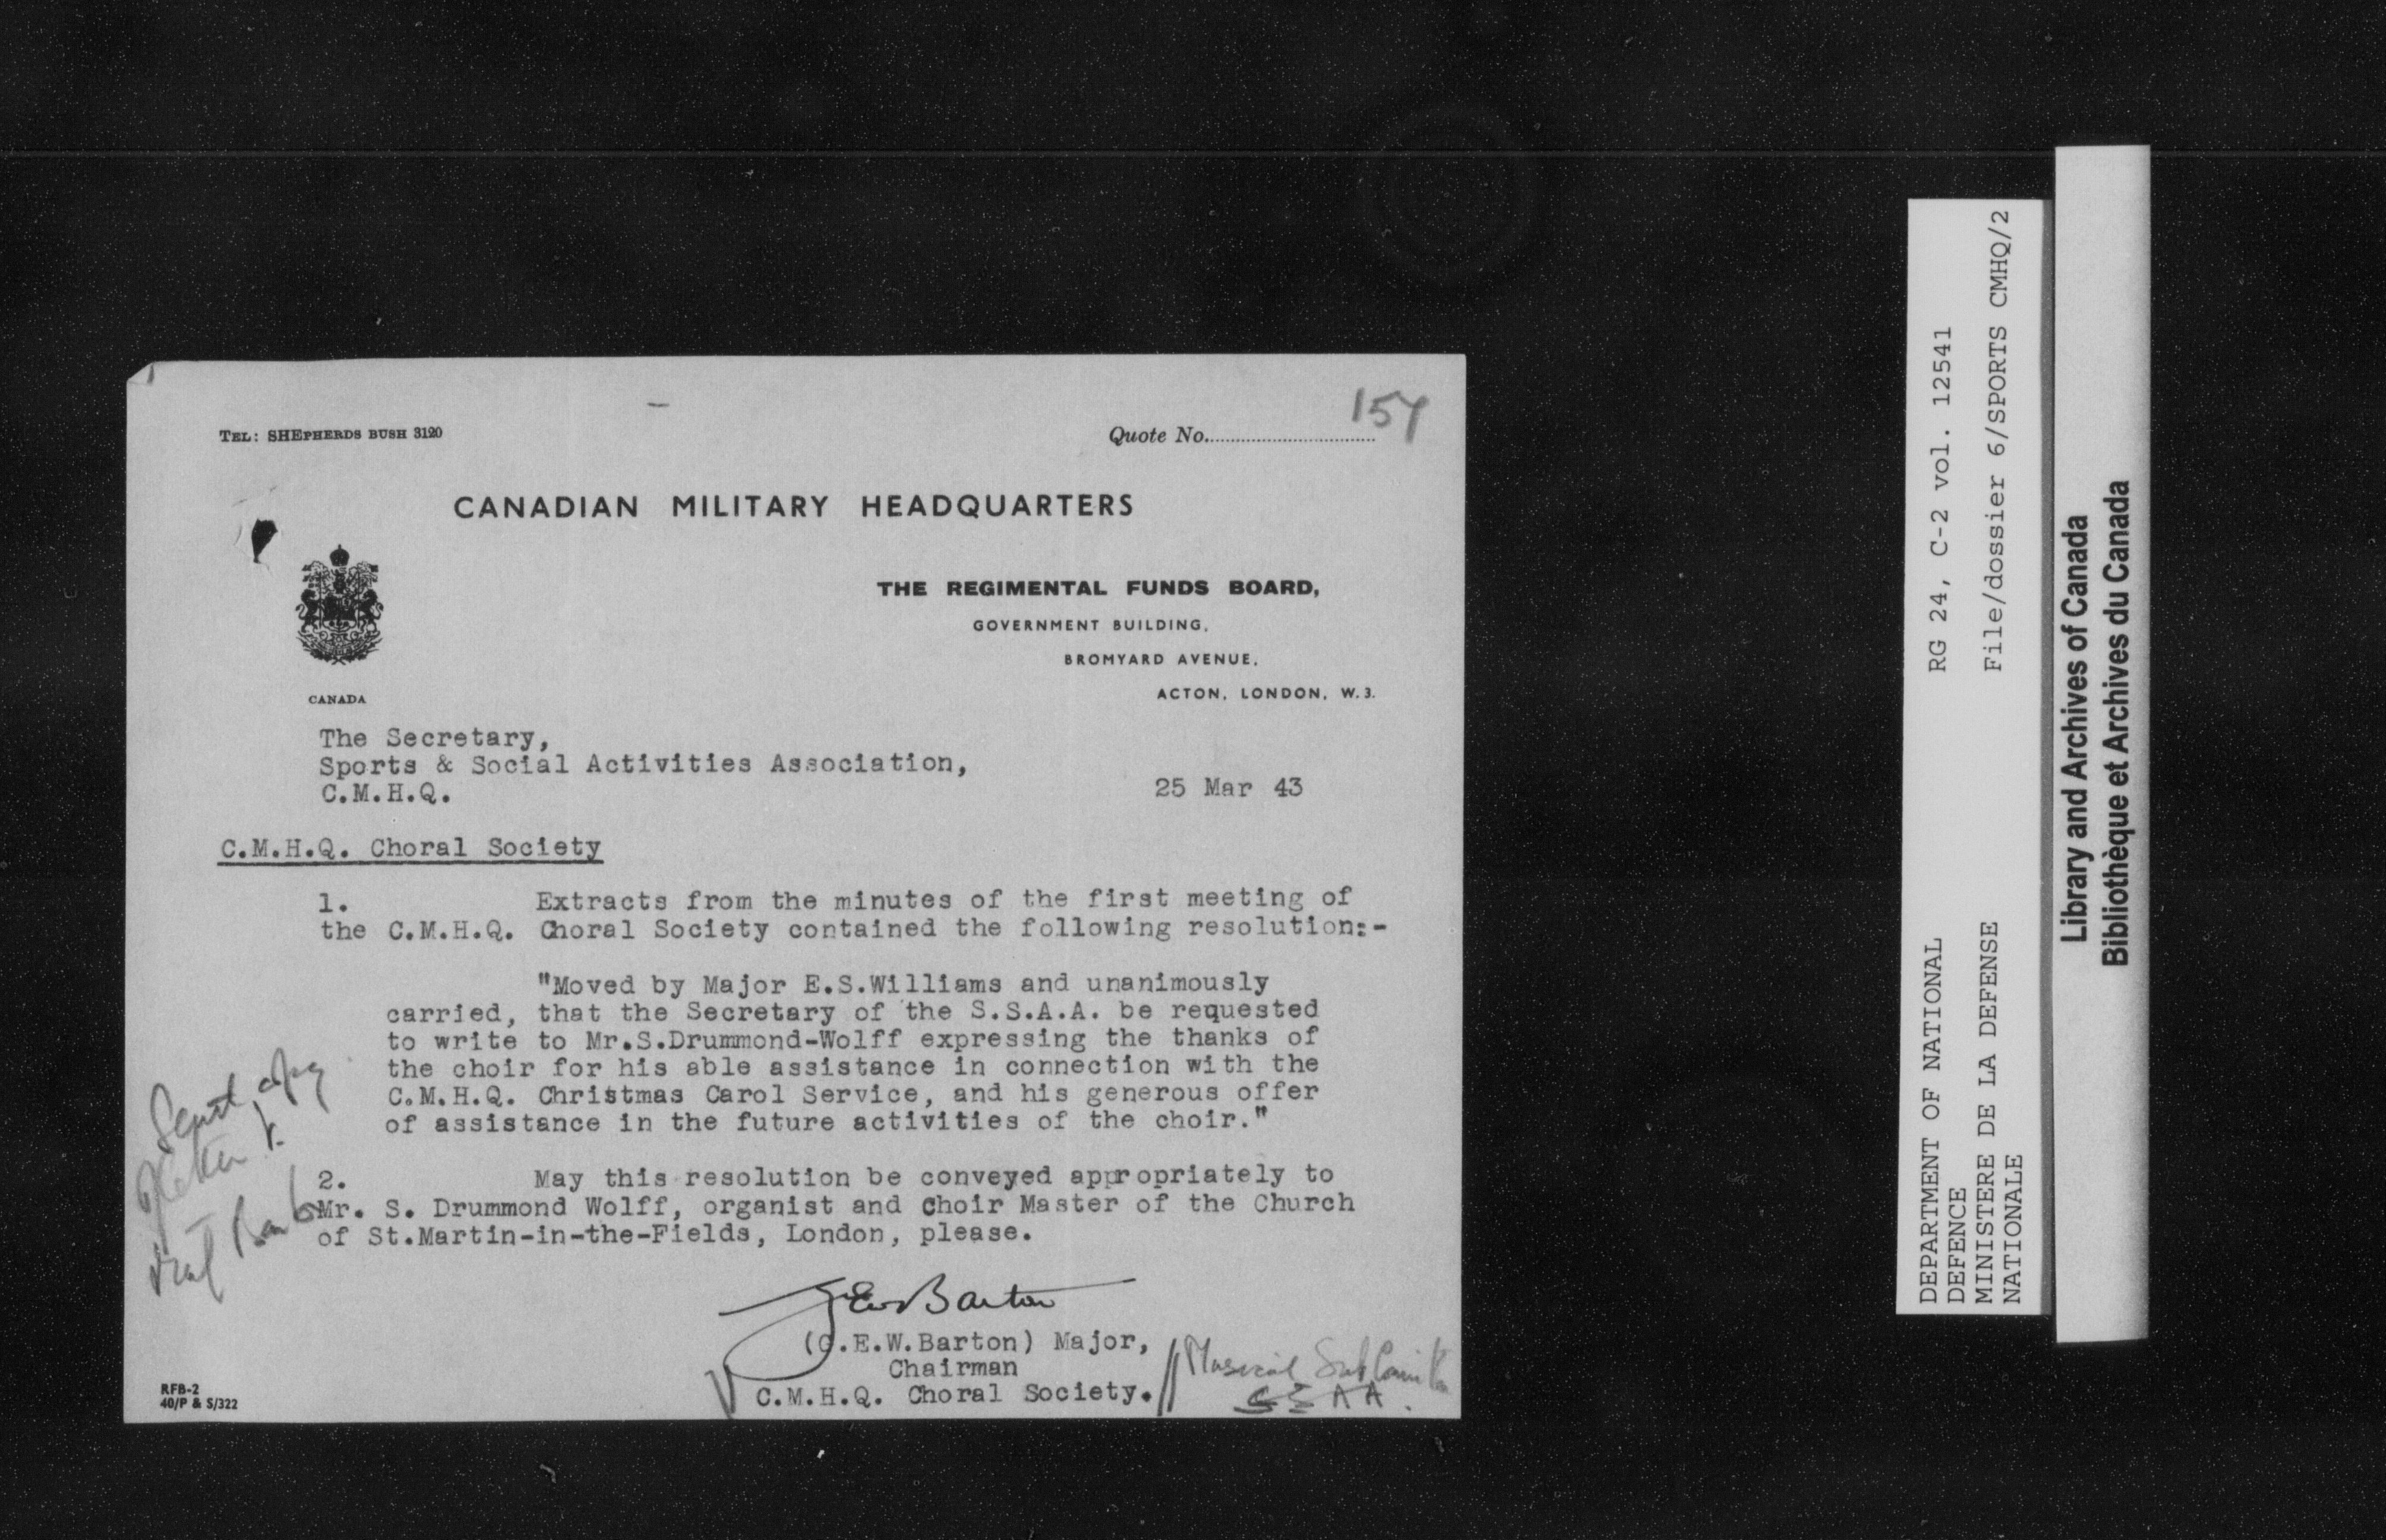 157
TEL: SHEPHERDS BUSH 3120
Quote No.
CANADIAN MILITARY HEADQUARTERS
THE REGIMENTAL FUNDS BOARD,
GOVERNMENT BUILDING,
BROMYARD AVENUE,
ACTON, LONDON, W.3.
CANADA
The Secretary,
Sports & Social Activities Association,
C.M.H.Q.
25 Mar 43
C.M.H.Q. Choral Society
1. Extracts from the minutes of the first meeting of
the C.M.H.Q. Choral Society contained the following resolution:-
"Moved by Major E.S.Williams and unanimously
carried, that the Secretary of the S.S.A.A. be requested
to write to Mr.S.Drummond-Wolff expressing the thanks of
the choir for his able assistance in connection with the
C.M.H.Q. Christmas Carol Service, and his generous offer
of assistance in the future activities of the choir."
2. May this resolution be conveyed appropriately to
Mr. S. Drummond Wolff, organist and Choir Master of the Church
of St.Martin-in-the-Fields, London, please.
Barton
(G.E.W.Barton) Major,
Chairman
C.M.H.Q. Choral Society.
Musical
RFB-2
40/P & S/322
RG 24, C-2 vol. 12541
File/dossier 6/SPORTS CMHQ/2
DEPARTMENT OF NATIONAL
DEFENCE
MINISTERE DE LA DEFENSE
NATIONALE
Library and Archives of Canada
Bibliothèque et Archives du Canada